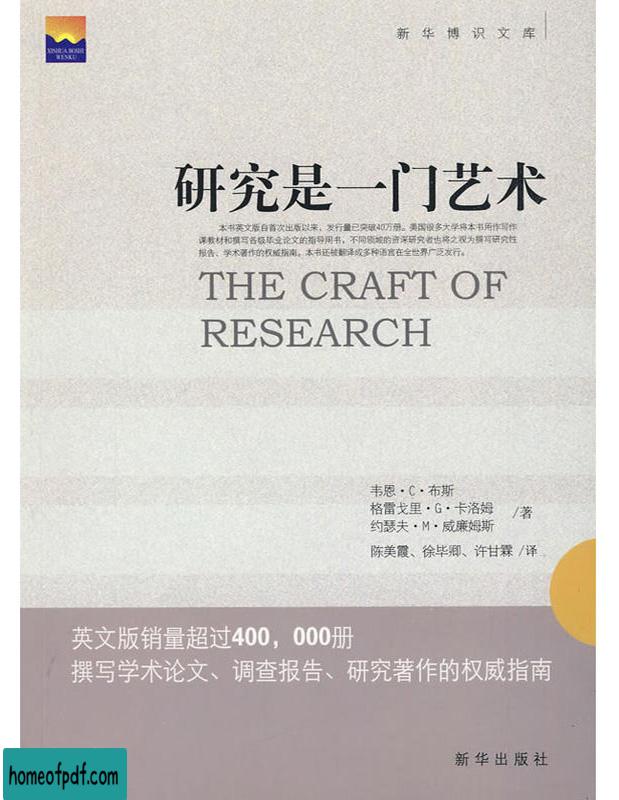 XINHUA BOSHI
WENKU
新华博识文库
研究是一门艺术
本书英文版自首次出版以来，发行量已突破40万册。美国很多大学将本书用作写作
课教材和撰写各级毕业论文的指导用书，不同领域的资深研究者也将之视为撰写研究性
报告、学术著作的权威指南。本书还被翻译成多种语言在全世界广泛发行。
THE CRAFT OF
RESEARCH
韦恩·C·布斯
格雷戈里·G·卡洛姆
约瑟夫·M·威廉姆斯
/著
陈美霞、徐毕卿、许甘霖/译
英文版销量超过400，000册
撰写学术论文、调查报告、研究著作的权威指南
新华出版社
homeofpdf.com